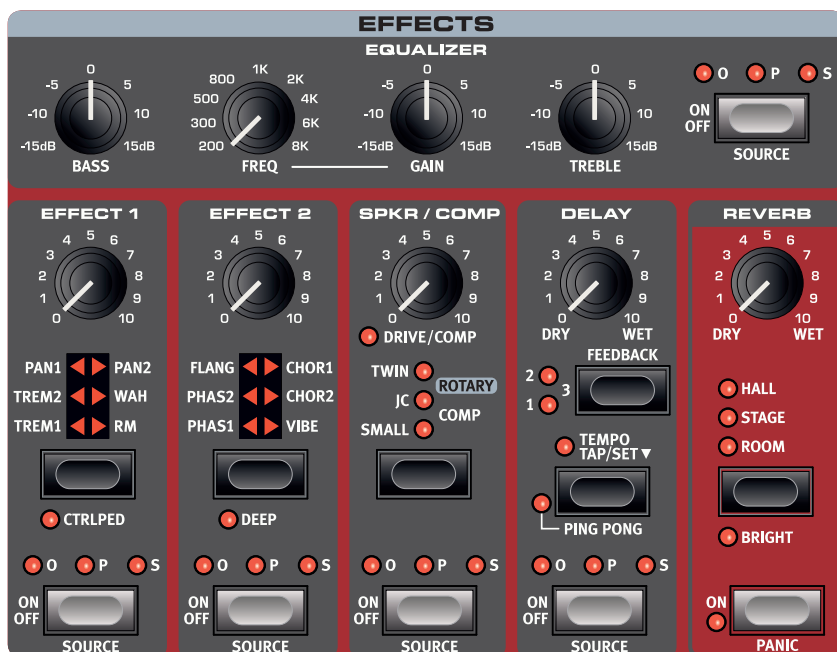 EFFECTS
EQUALIZER
-15dB -10 -5 0 5 10 15dB
BASS
200 300 500 800 1K 2K 4K 6K 8K
FREQ
-15dB -10 -5 0 5 10 15dB
GAIN
-15dB -10 -5 0 5 10 15dB
TREBLE
O P S
ON
OFF
SOURCE
EFFECT 1
0 1 2 3 4 5 6 7 8 9 10
PAN1 PAN2
TREM2 WAH
TREM1 RM
CTRLPED
O P S
ON
OFF
SOURCE
EFFECT 2
0 1 2 3 4 5 6 7 8 9 10
FLANG CHOR1
PHAS2 CHOR2
PHAS1 VIBE
DEEP
O P S
ON
OFF
SOURCE
SPKR / COMP
0 1 2 3 4 5 6 7 8 9 10
DRIVE/COMP
TWIN
ROTARY
JC
COMP
SMALL
O P S
ON
OFF
SOURCE
DELAY
0 1 2 3 4 5 6 7 8 9 10
DRY WET
FEEDBACK
2
3
1
TEMPO
TAP/SET ▼
PING PONG
O P S
ON
OFF
SOURCE
REVERB
0 1 2 3 4 5 6 7 8 9 10
DRY WET
HALL
STAGE
ROOM
BRIGHT
ON
PANIC